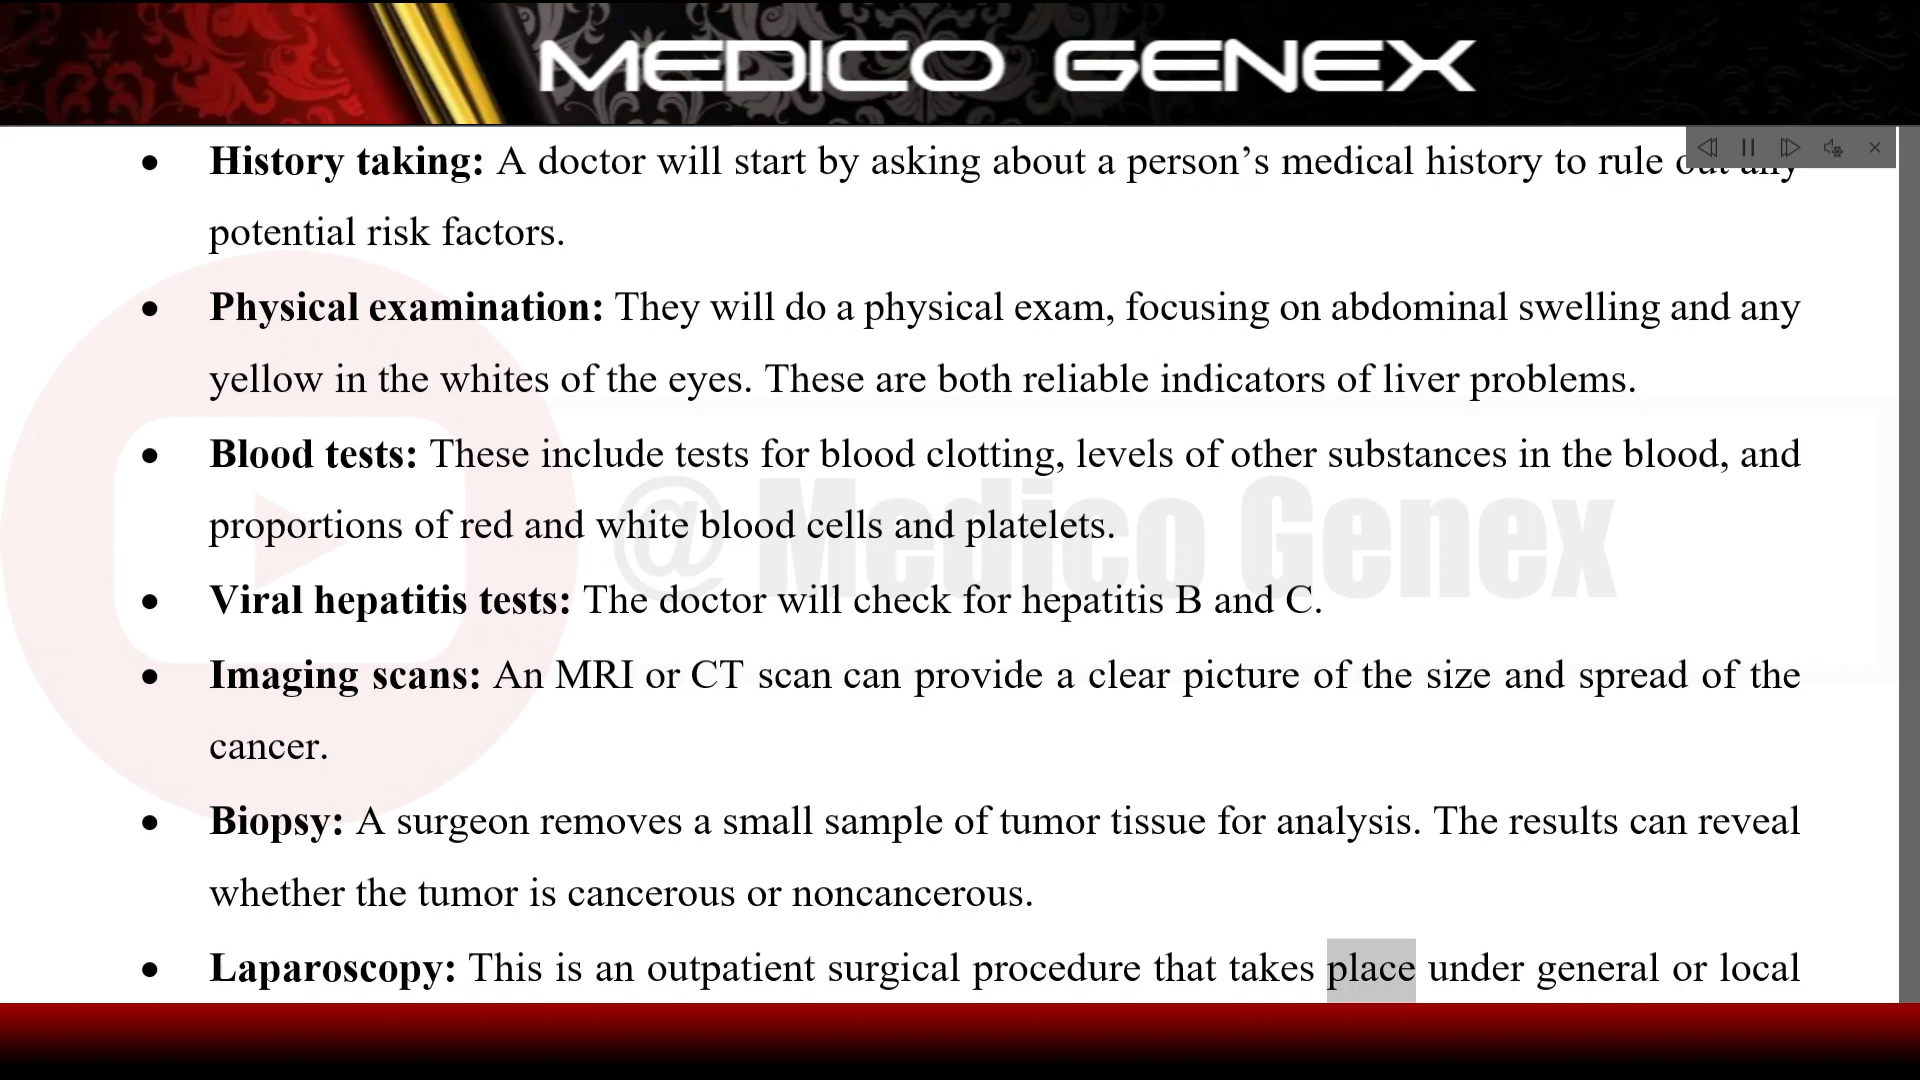 MEDICO GENEX
• History taking: A doctor will start by asking about a person’s medical history to rule out any
potential risk factors.
• Physical examination: They will do a physical exam, focusing on abdominal swelling and any
yellow in the whites of the eyes. These are both reliable indicators of liver problems.
• Blood tests: These include tests for blood clotting, levels of other substances in the blood, and
proportions of red and white blood cells and platelets.
@Medico Genex
• Viral hepatitis tests: The doctor will check for hepatitis B and C.
• Imaging scans: An MRI or CT scan can provide a clear picture of the size and spread of the
cancer.
• Biopsy: A surgeon removes a small sample of tumor tissue for analysis. The results can reveal
whether the tumor is cancerous or noncancerous.
• Laparoscopy: This is an outpatient surgical procedure that takes place under general or local